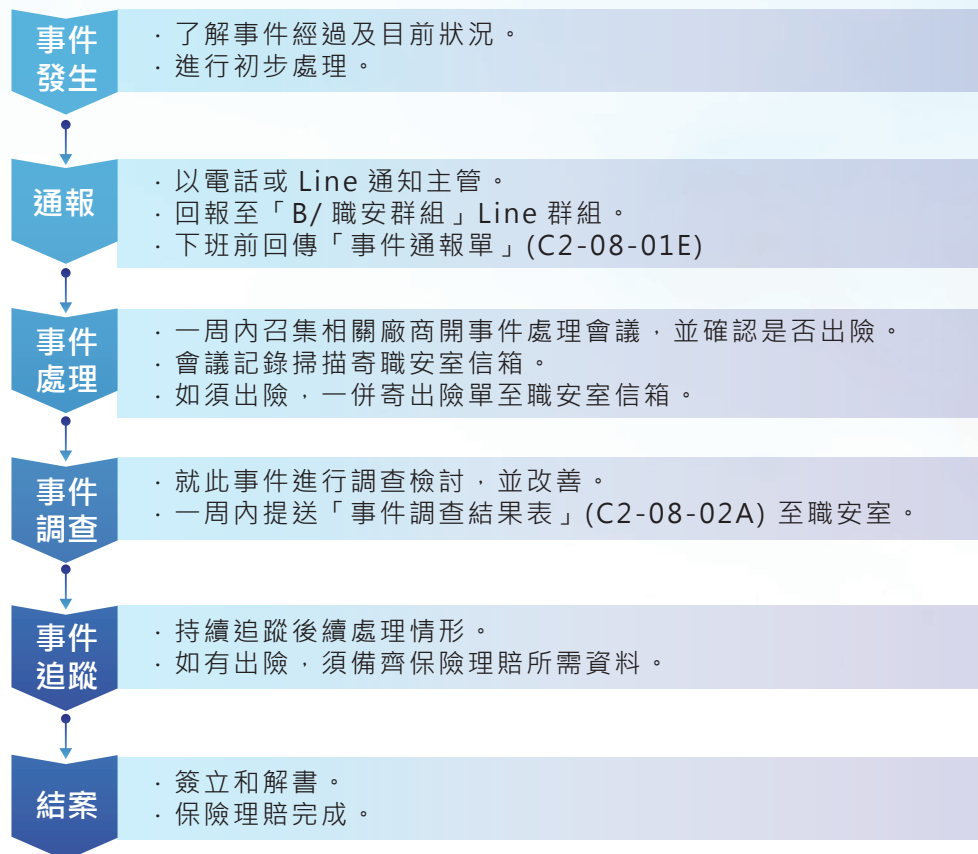 事件
發生
· 了解事件經過及目前狀況。
· 進行初步處理。
通報
· 以電話或 Line 通知主管。
· 回報至「B/ 職安群組」Line 群組。
· 下班前回傳「事件通報單」(C2-08-01E)
事件
處理
· 一周內召集相關廠商開事件處理會議，並確認是否出險。
· 會議記錄掃描寄職安室信箱。
· 如須出險，一併寄出險單至職安室信箱。
事件
調查
· 就此事件進行調查檢討，並改善。
· 一周內提送「事件調查結果表」(C2-08-02A) 至職安室。
事件
追蹤
· 持續追蹤後續處理情形。
· 如有出險，須備齊保險理賠所需資料。
結案
· 簽立和解書。
· 保險理賠完成。